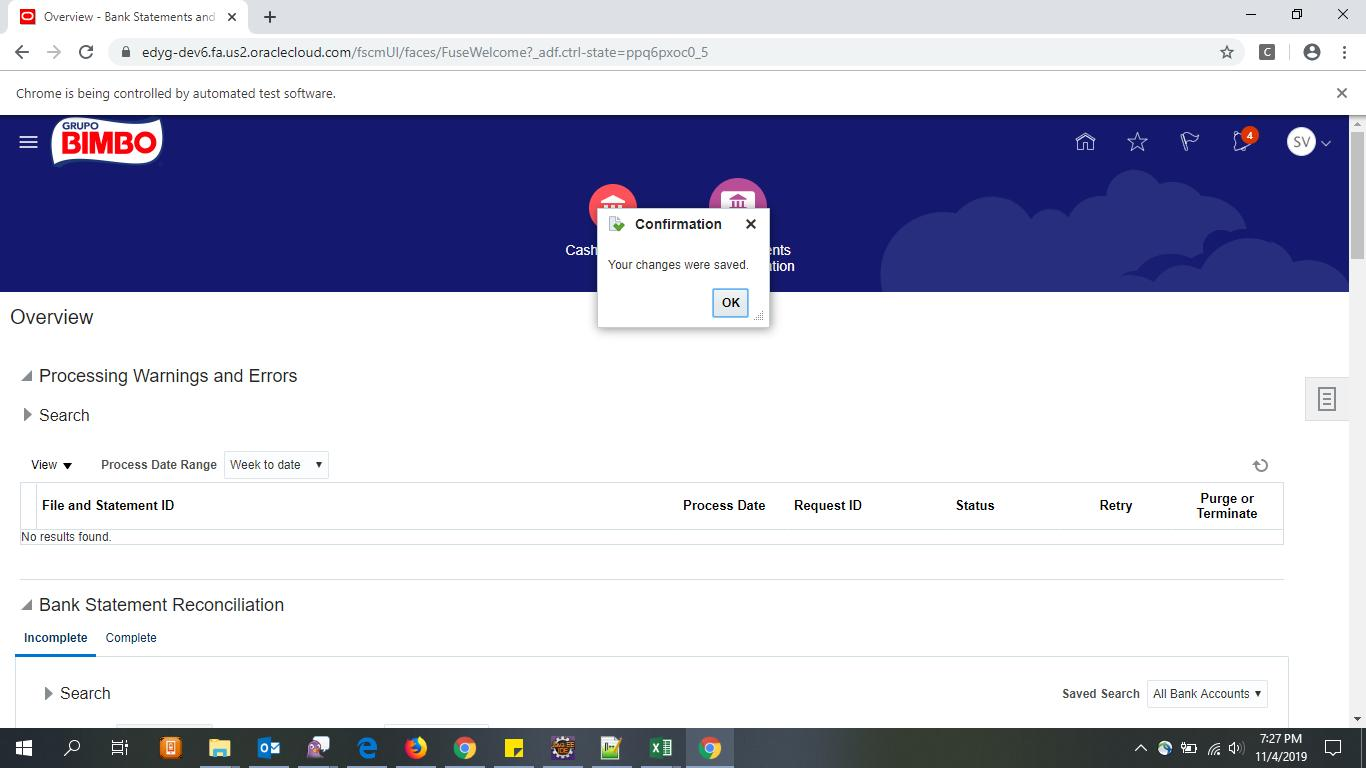 Overview - Bank Statements and
edyg-dev6.fa.us2.oraclecloud.com/fscmUI/faces/FuseWelcome?_adf.ctrl-state=ppq6pxoc0_5
C
Chrome is being controlled by automated test software.
GRUPO
BIMBO
4
SV
Confirmation
Cash
ents
Your changes were saved.
ation
OK
Overview
Processing Warnings and Errors
Search
View Process Date Range Week to date
File and Statement ID Process Date Request ID Status Retry Purge or Terminate
No results found.
Bank Statement Reconciliation
Incomplete Complete
Search Saved Search All Bank Accounts
7:27 PM
11/4/2019